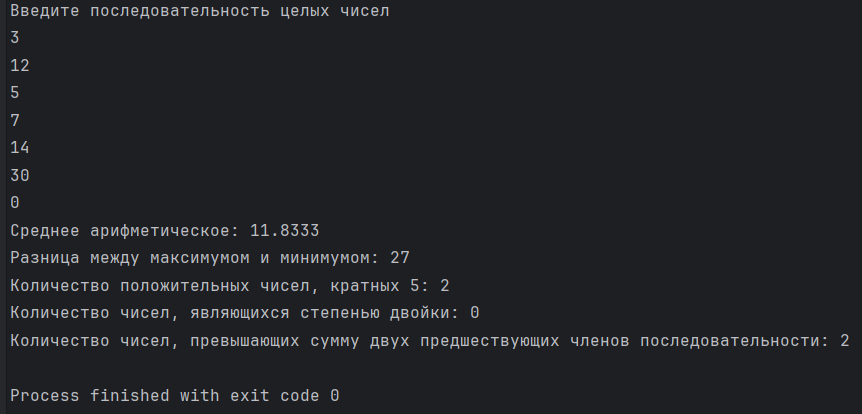 Введите последовательность целых чисел
3
12
5
7
14
30
0
Среднее арифметическое: 11.8333
Разница между максимумом и минимумом: 27
Количество положительных чисел, кратных 5: 2
Количество чисел, являющихся степенью двойки: 0
Количество чисел, превышающих сумму двух предшествующих членов последовательности: 2
Process finished with exit code 0